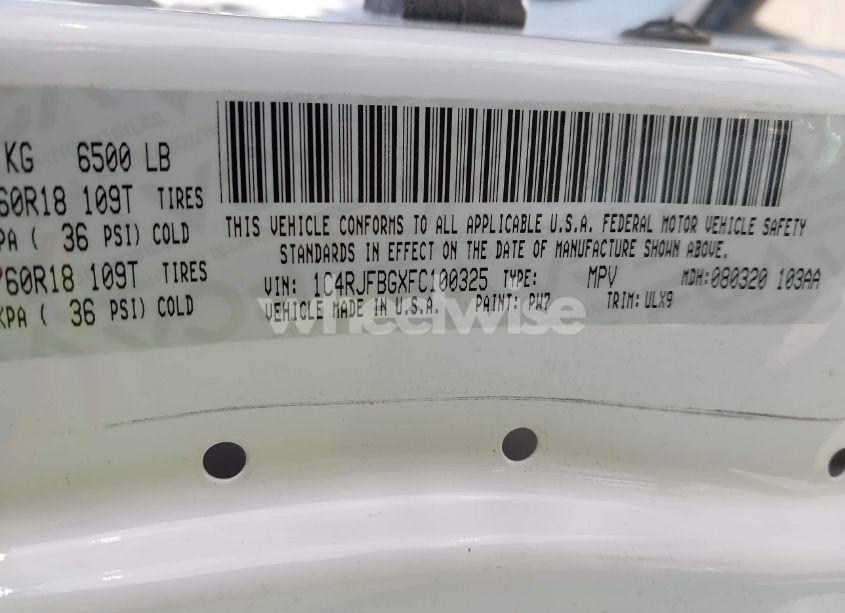 KG 6500 LB
60R18 109T TIRES
PA ( 36 PSI) COLD
60R18 109T TIRES
KPA ( 36 PSI) COLD
THIS VEHICLE CONFORMS TO ALL APPLICABLE U.S.A. FEDERAL MOTOR VEHICLE SAFETY
STANDARDS IN EFFECT ON THE DATE OF MANUFACTURE SHOWN ABOVE.
VIN: 1C4RJFBGXFC100325 TYPE: MPV MDH:080320 103AA
VEHICLE MADE IN U.S.A. PAINT: PW7 TRIM: ULX9
wheelwise